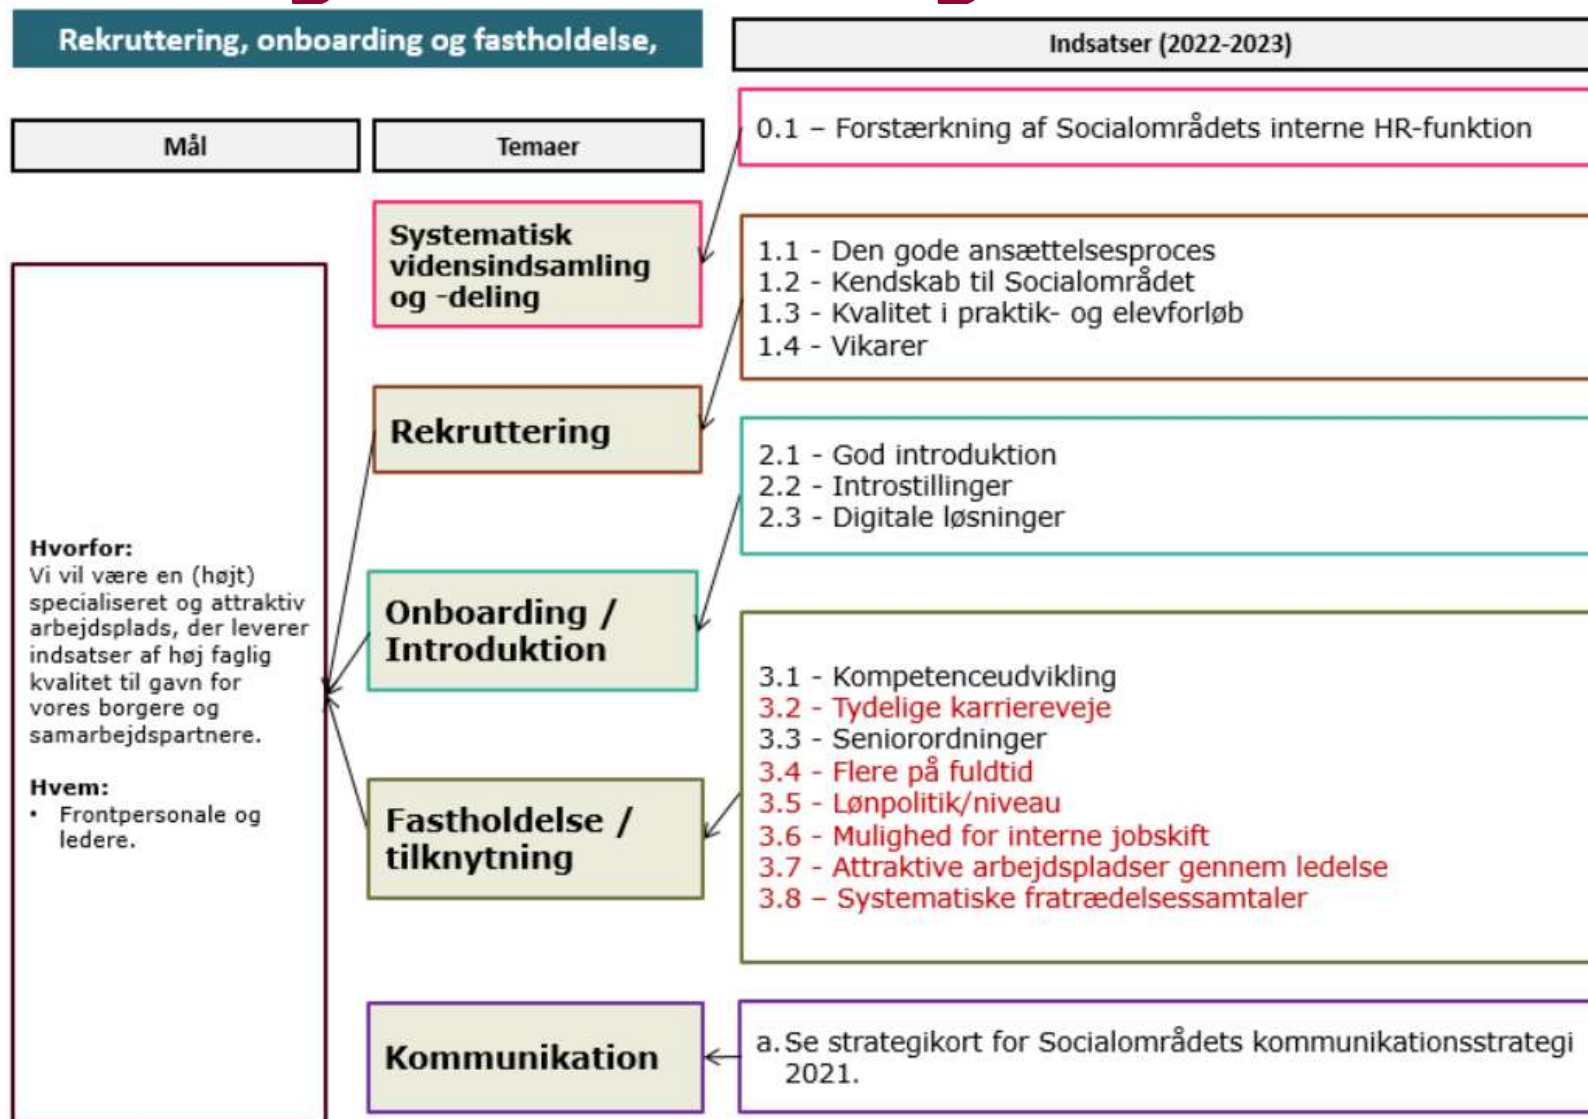 Rekruttering, onboarding og fastholdelse,
Indsatser (2022-2023)
Mål
Temaer
0.1 – Forstærkning af Socialområdets interne HR-funktion
Systematisk
vidensindsamling
og -deling
1.1 - Den gode ansættelsesproces
1.2 - Kendskab til Socialområdet
1.3 - Kvalitet i praktik- og elevforløb
1.4 - Vikarer
Rekruttering
2.1 - God introduktion
2.2 - Introstillinger
2.3 - Digitale løsninger
Hvorfor:
Vi vil være en (højt)
specialiseret og attraktiv
arbejdsplads, der leverer
indsatser af høj faglig
kvalitet til gavn for
vores borgere og
samarbejdspartnere.
Hvem:
• Frontpersonale og
ledere.
Onboarding /
Introduktion
3.1 - Kompetenceudvikling
3.2 - Tydelige karriereveje
3.3 - Seniorordninger
3.4 - Flere på fuldtid
3.5 - Lønpolitik/niveau
3.6 - Mulighed for interne jobskift
3.7 - Attraktive arbejdspladser gennem ledelse
3.8 – Systematiske fratrædelsessamtaler
Fastholdelse /
tilknytning
Kommunikation
a. Se strategikort for Socialområdets kommunikationsstrategi
2021.